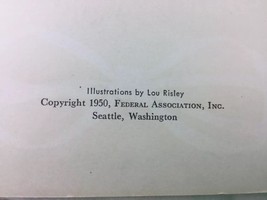 Illustrations by Lou Risley
Copyright 1950, FEDERAL ASSOCIATION, INC.
Seattle, Washington